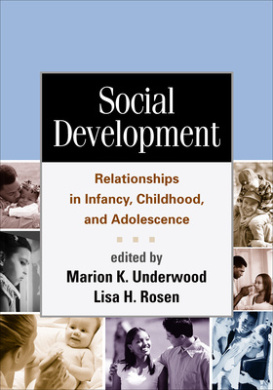 Social
Development
Relationships
in Infancy, Childhood,
and Adolescence
edited by
Marion K. Underwood
Lisa H. Rosen